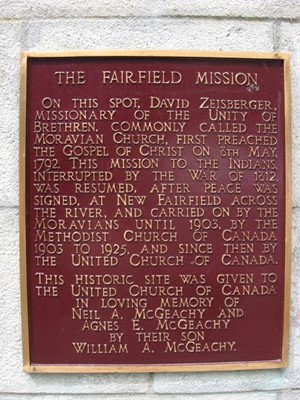 THE FAIRFIELD MISSION
ON THIS SPOT, DAVID ZEISBERGER,
MISSIONARY OF THE UNITY OF
BRETHREN, COMMONLY CALLED THE
MORAVIAN CHURCH, FIRST PREACHED
THE GOSPEL OF CHRIST ON 6TH MAY,
1792. THIS MISSION TO THE INDIANS,
INTERRUPTED BY THE WAR OF 1812,
WAS RESUMED, AFTER PEACE WAS
SIGNED, AT NEW FAIRFIELD ACROSS
THE RIVER, AND CARRIED ON BY THE
MORAVIANS UNTIL 1903, BY THE
METHODIST CHURCH OF CANADA
1903 TO 1925, AND SINCE THEN BY
THE UNITED CHURCH OF CANADA.
THIS HISTORIC SITE WAS GIVEN TO
THE UNITED CHURCH OF CANADA
IN LOVING MEMORY OF
NEIL A. MCGEACHY AND
AGNES E. MCGEACHY
BY THEIR SON
WILLIAM A. MCGEACHY.